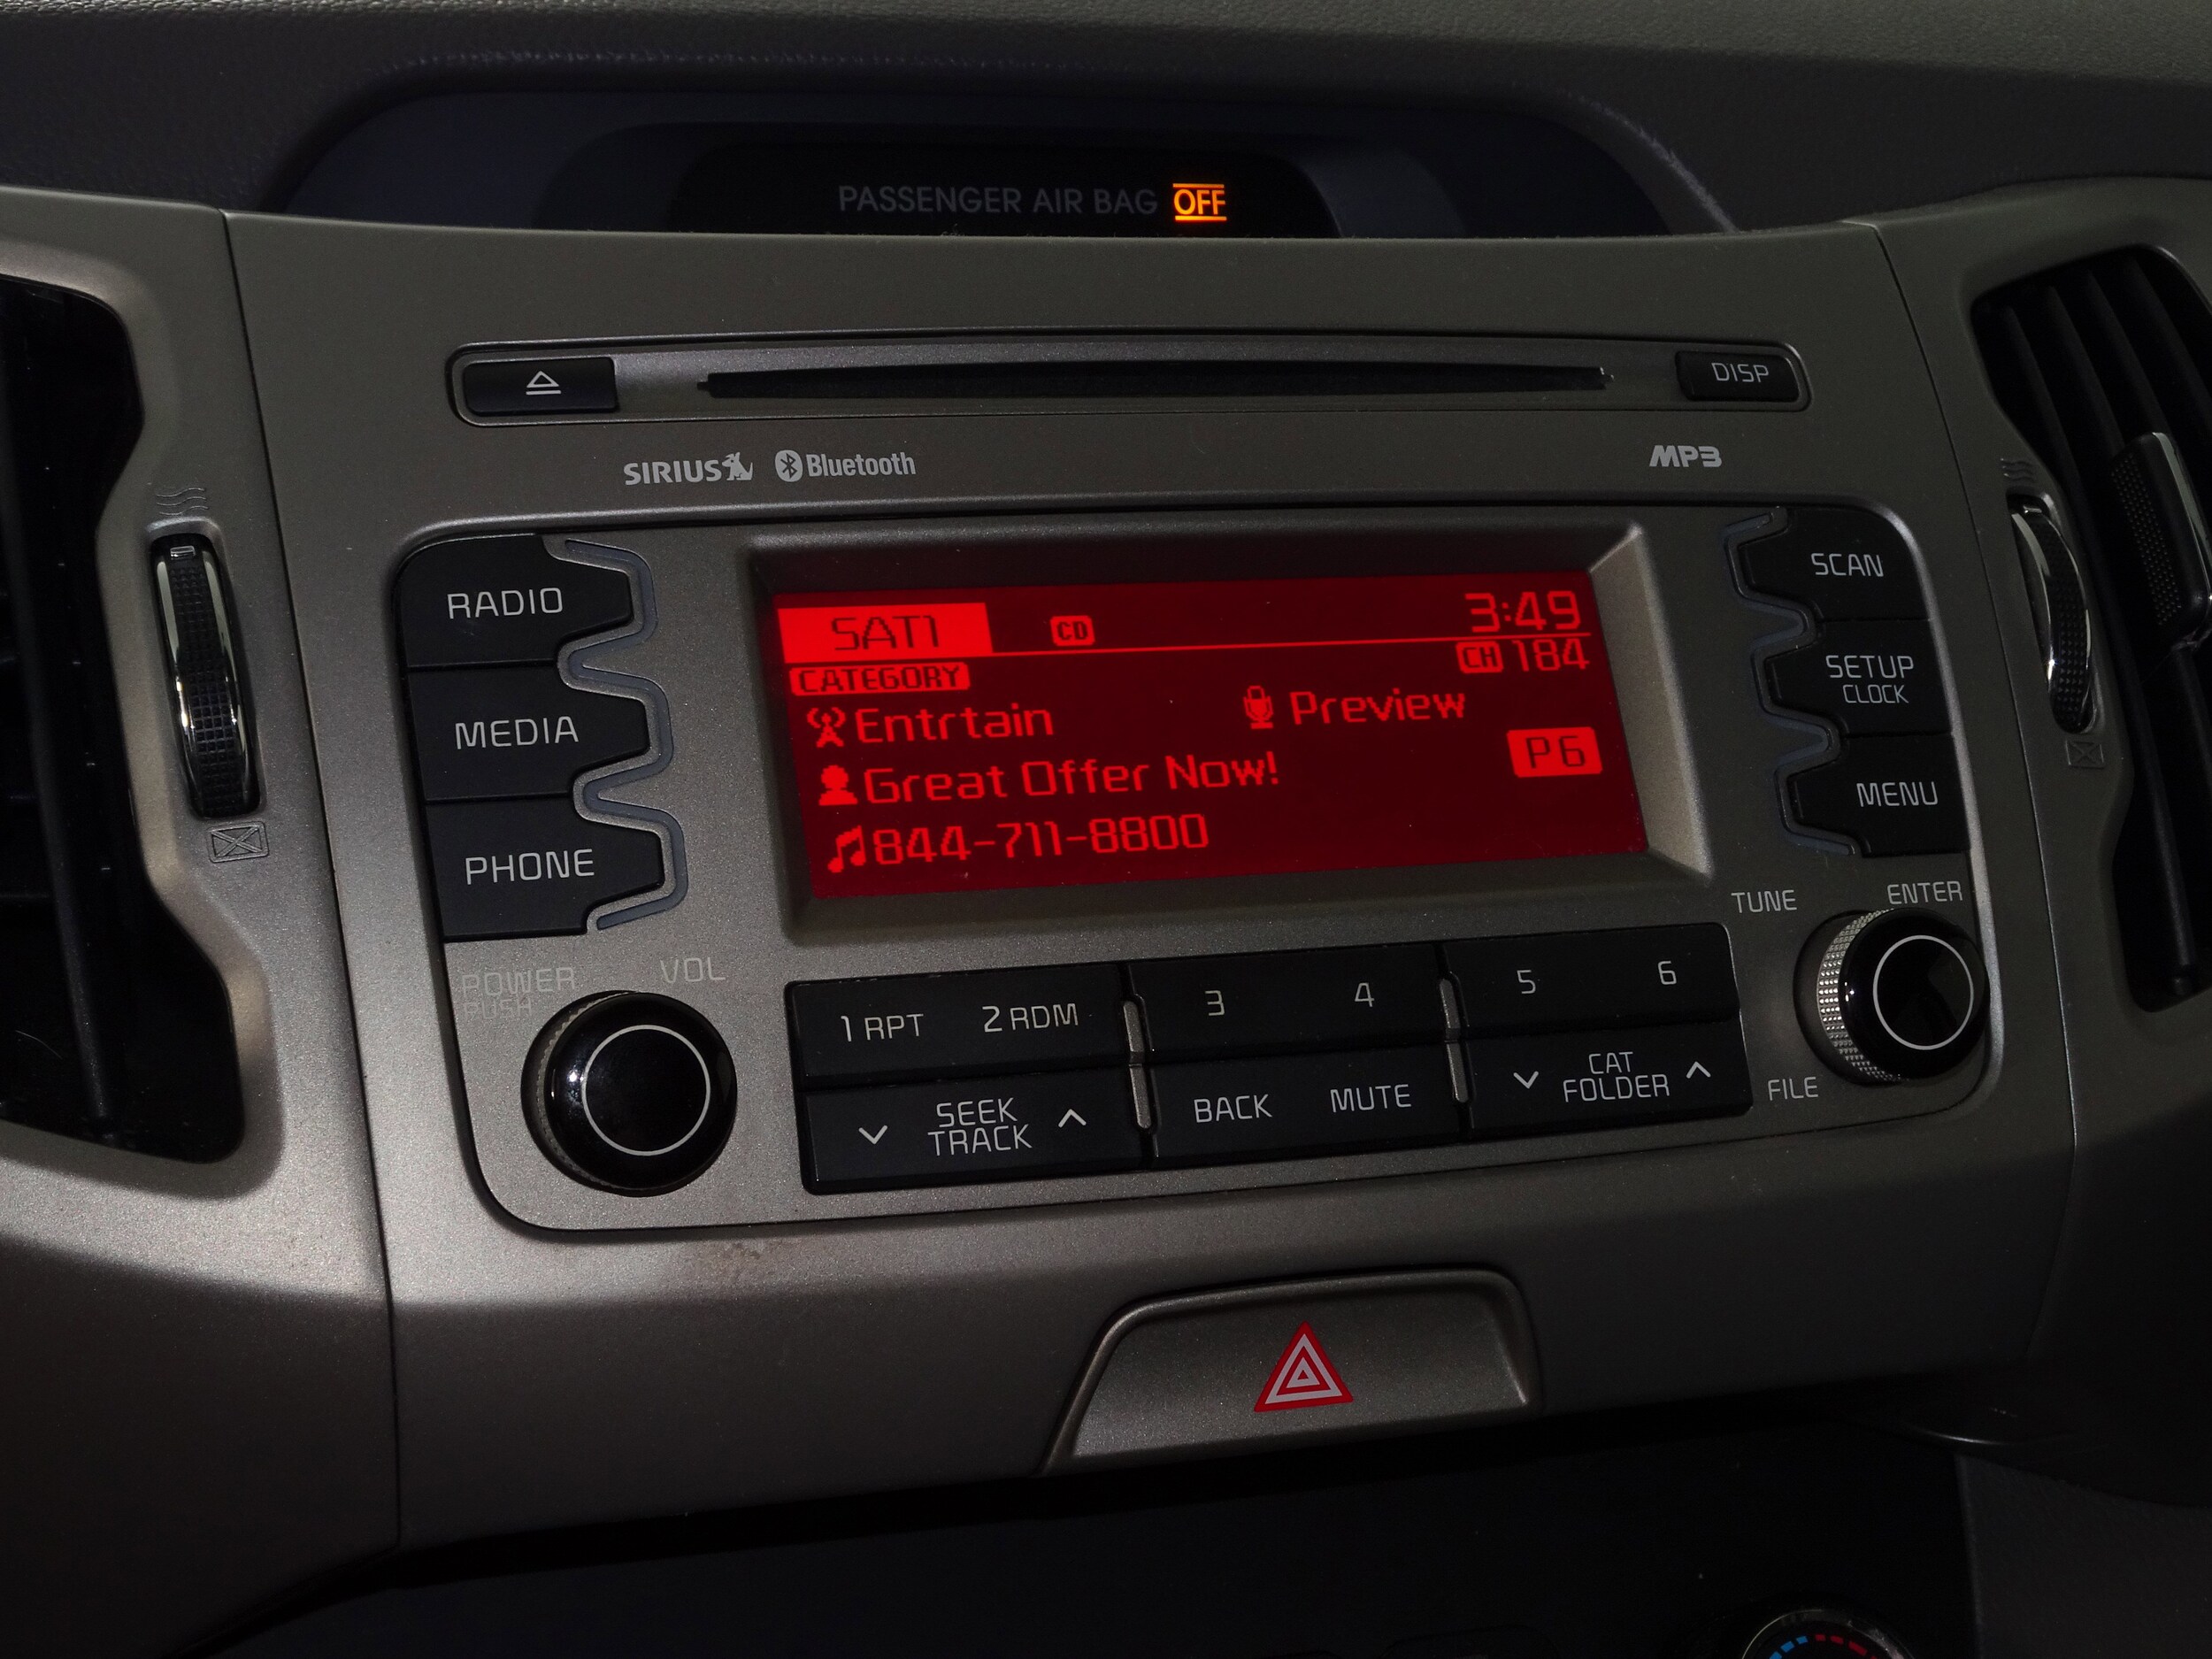 PASSENGER AIR BAG OFF
DISP
SIRIUS Bluetooth MP3
RADIO
MEDIA
PHONE
SAT1 CD 3:49
CATEGORY CH 184
Entrtain Preview
Great Offer Now! P6
844-711-8800
SCAN
SETUP
CLOCK
MENU
POWER
PUSH
VOL
TUNE ENTER
FILE
1 RPT 2 RDM 3 4 5 6
SEEK
TRACK
BACK MUTE
CAT
FOLDER